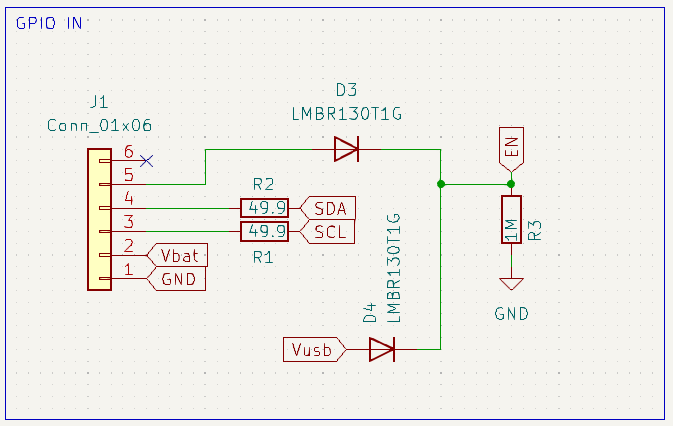 GPIO IN
J1
Conn_01x06
D3
LMBR130T1G
6
5
4
3
2
1
R2
49.9
SDA
49.9
SCL
R1
Vbat
GND
EN
1M
R3
GND
D4
LMBR130T1G
Vusb